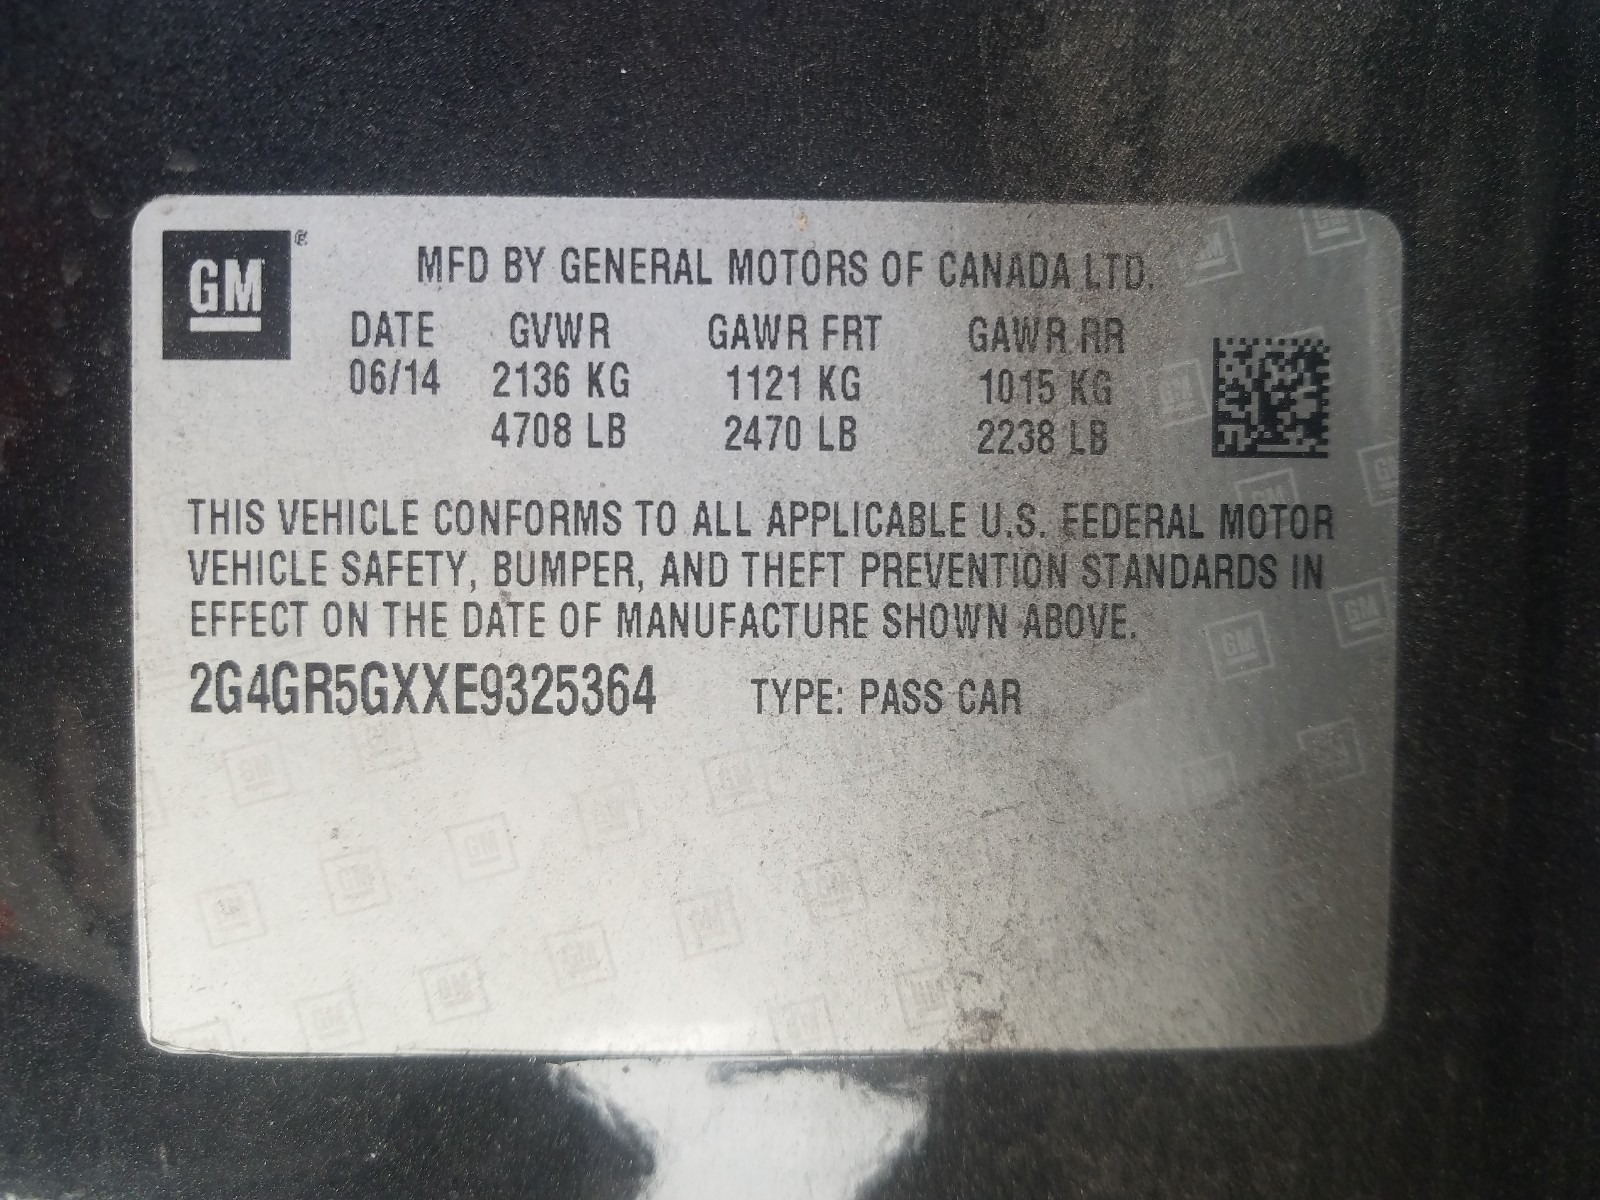 GM®
MFD BY GENERAL MOTORS OF CANADA LTD.
DATE GVWR GAWR FRT GAWR RR
06/14 2136 KG 1121 KG 1015 KG
4708 LB 2470 LB 2238 LB
THIS VEHICLE CONFORMS TO ALL APPLICABLE U.S. FEDERAL MOTOR
VEHICLE SAFETY, BUMPER, AND THEFT PREVENTION STANDARDS IN
EFFECT ON THE DATE OF MANUFACTURE SHOWN ABOVE.
2G4GR5GXXE9325364 TYPE: PASS CAR